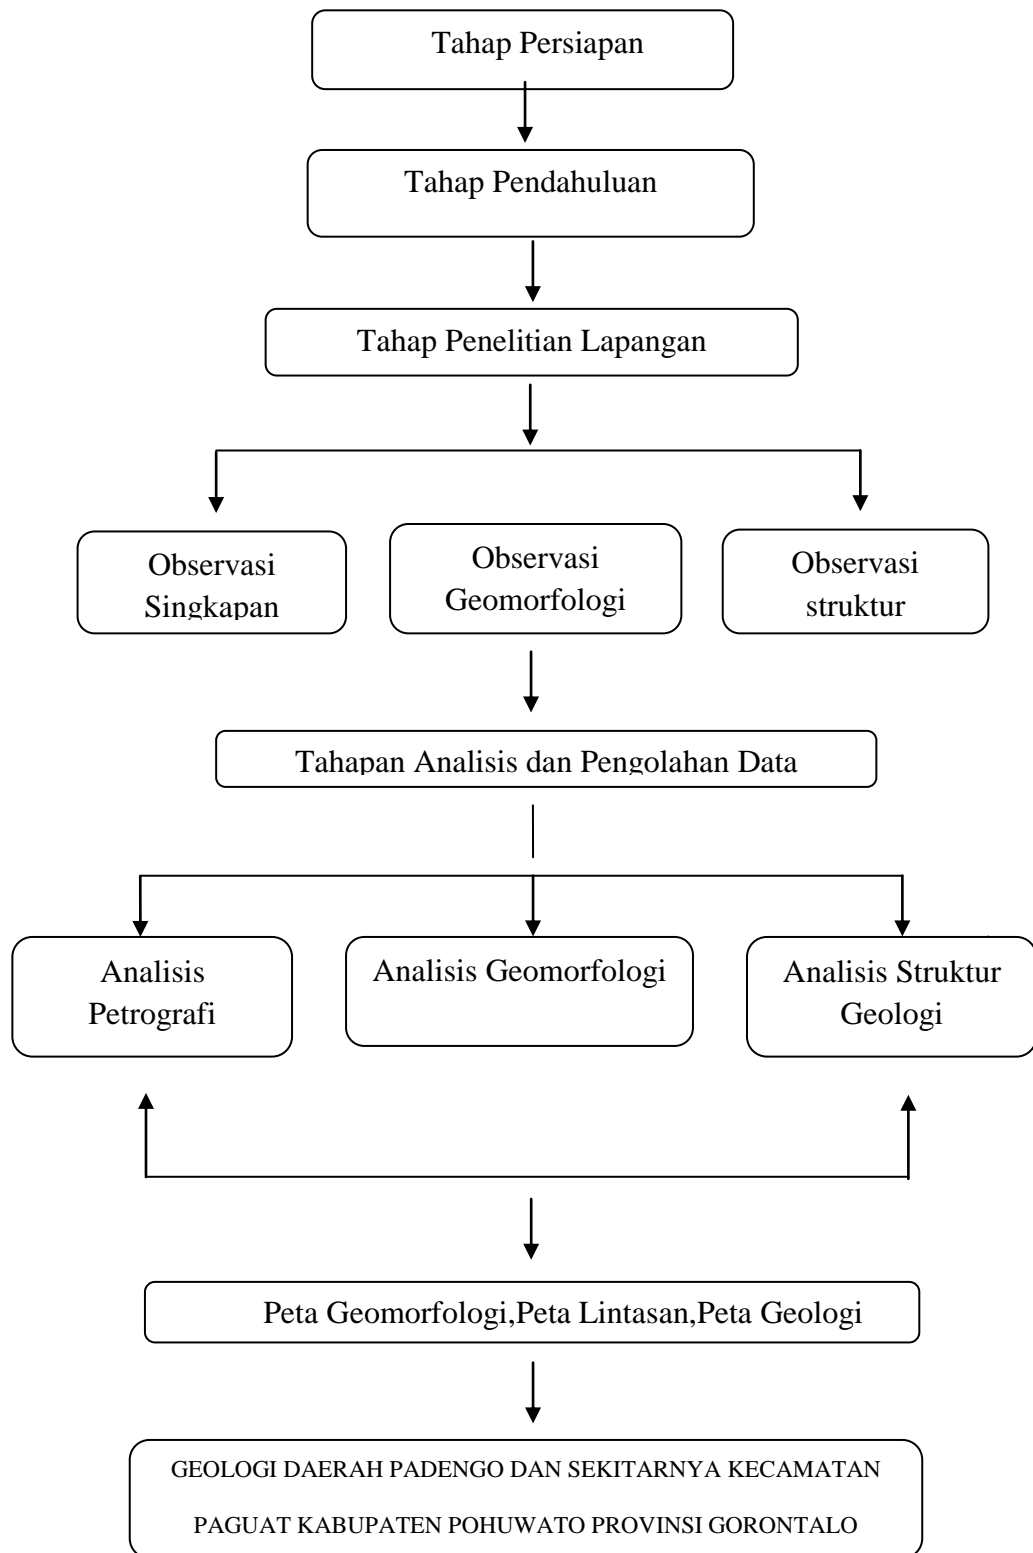 Tahap Persiapan
Tahap Pendahuluan
Tahap Penelitian Lapangan
Observasi
Singkapan
Observasi
Geomorfologi
Observasi
struktur
Tahapan Analisis dan Pengolahan Data
Analisis
Petrografi
Analisis Geomorfologi
Analisis Struktur
Geologi
Peta Geomorfologi,Peta Lintasan,Peta Geologi
GEOLOGI DAERAH PADENGO DAN SEKITARNYA KECAMATAN
PAGUAT KABUPATEN POHUWATO PROVINSI GORONTALO